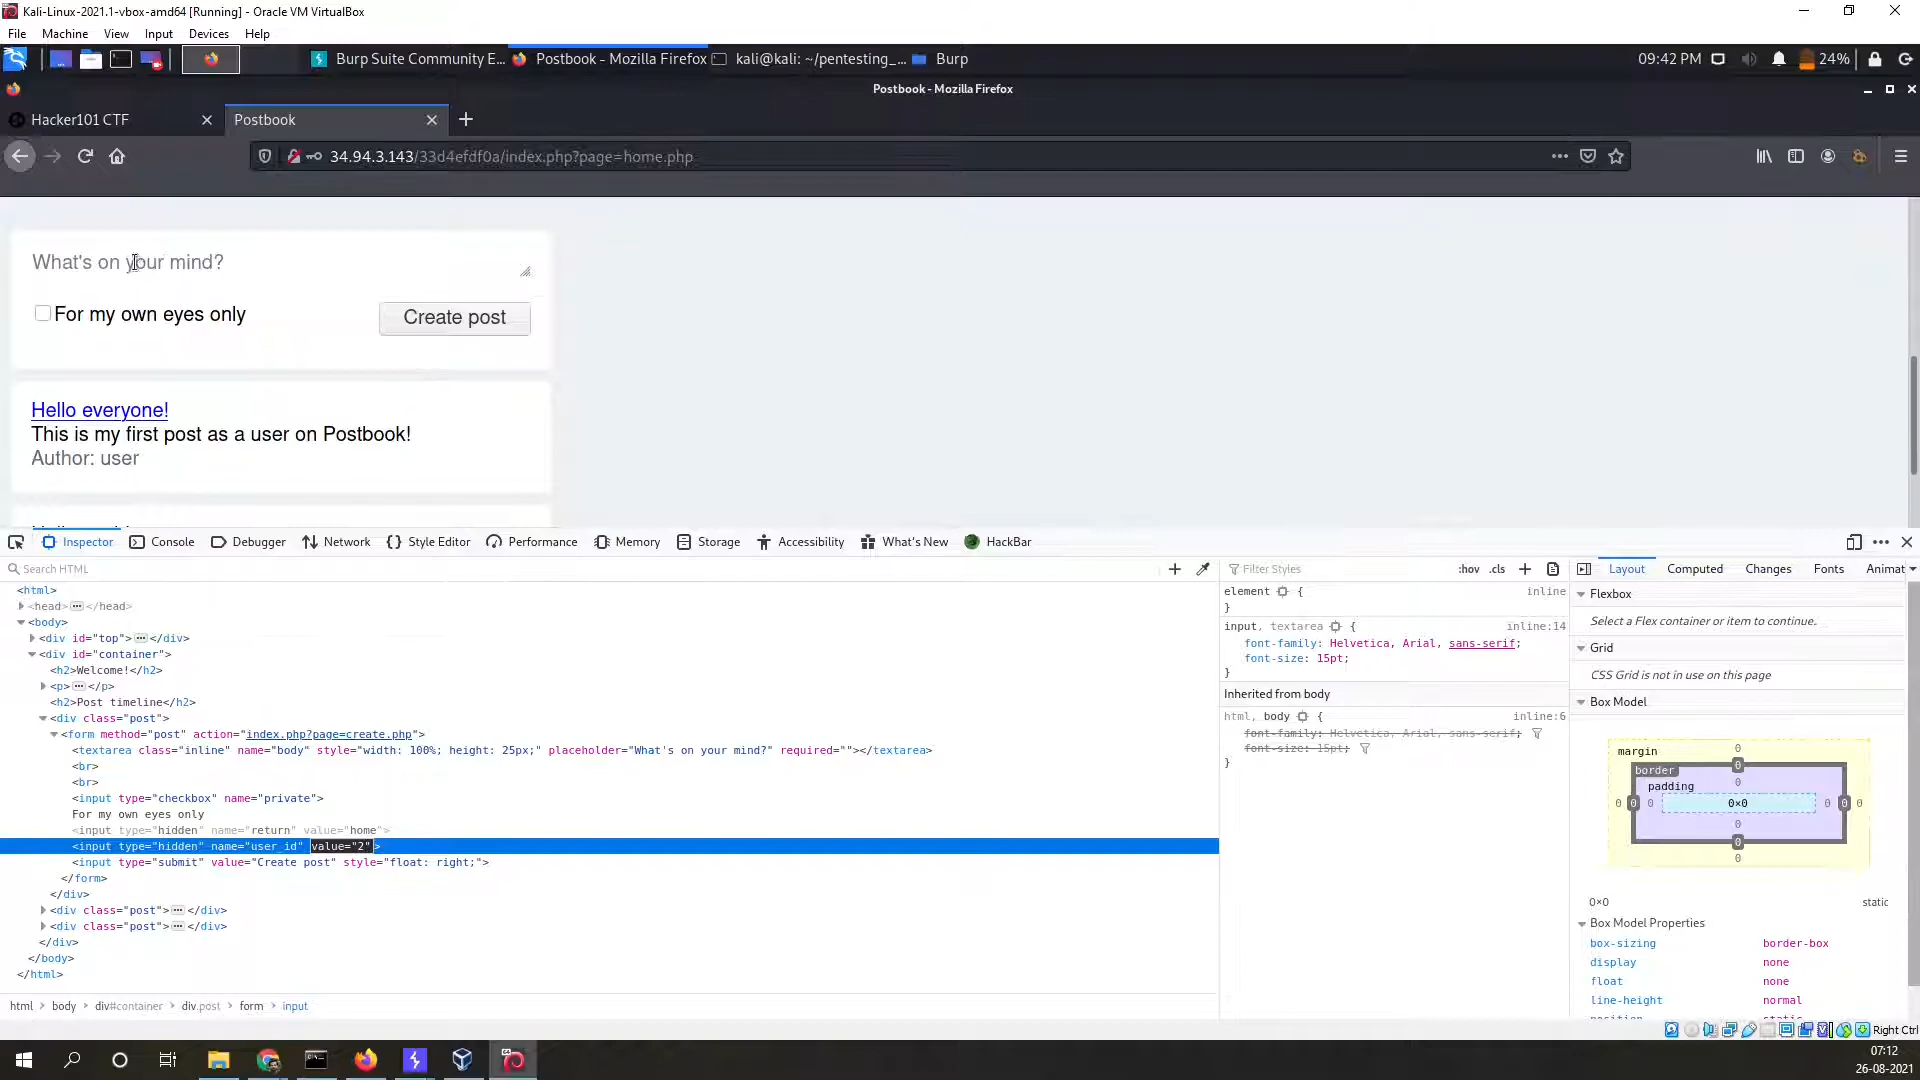 Kali-Linux-2021.1-vbox-amd64 [Running] - Oracle VM VirtualBox
File Machine View Input Devices Help
Burp Suite Community E... Postbook - Mozilla Firefox kali@kali: ~/pentesting_... Burp 09:42 PM 24%
Postbook - Mozilla Firefox
Hacker101 CTF Postbook
34.94.3.143/33d4efdf0a/index.php?page=home.php
What's on your mind?
For my own eyes only Create post
Hello everyone!
This is my first post as a user on Postbook!
Author: user
Inspector Console Debugger Network Style Editor Performance Memory Storage Accessibility What's New HackBar
Search HTML
<html>
<head> </head>
<body>
<div id="top"> </div>
<div id="container">
<h2>Welcome!</h2>
<p> </p>
<h2>Post timeline</h2>
<div class="post">
<form method="post" action="index.php?page=create.php">
<textarea class="inline" name="body" style="width: 100%; height: 25px;" placeholder="What's on your mind?" required=""></textarea>
<br>
<br>
<input type="checkbox" name="private">
For my own eyes only
<input type="hidden" name="return" value="home">
<input type="hidden" name="user_id" value="2">
<input type="submit" value="Create post" style="float: right;">
</form>
</div>
<div class="post"> </div>
<div class="post"> </div>
</div>
</body>
</html>
html > body > div#container > div.post > form > input
Filter Styles :hov .cls
element { inline
}
input, textarea { inline:14
font-family: Helvetica, Arial, sans-serif;
font-size: 15pt;
}
Inherited from body
html, body { inline:6
font-family: Helvetica, Arial, sans-serif;
font-size: 15pt;
}
Layout Computed Changes Fonts Animat
Flexbox
Select a Flex container or item to continue.
Grid
CSS Grid is not in use on this page
Box Model
margin 0
border 0
padding 0
0 0 0 0×0 0 0 0
0
0
0
0×0 static
Box Model Properties
box-sizing border-box
display none
float none
line-height normal
position static
Right Ctrl
07:12
26-08-2021